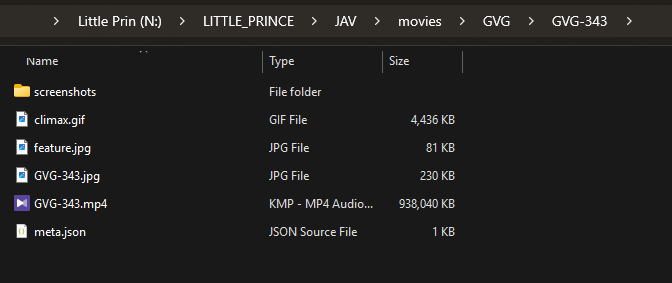 Little Prin (N:) > LITTLE_PRINCE > JAV > movies > GVG > GVG-343 >
Name Type Size
screenshots File folder
climax.gif GIF File 4,436 KB
feature.jpg JPG File 81 KB
GVG-343.jpg JPG File 230 KB
GVG-343.mp4 KMP - MP4 Audio... 938,040 KB
meta.json JSON Source File 1 KB